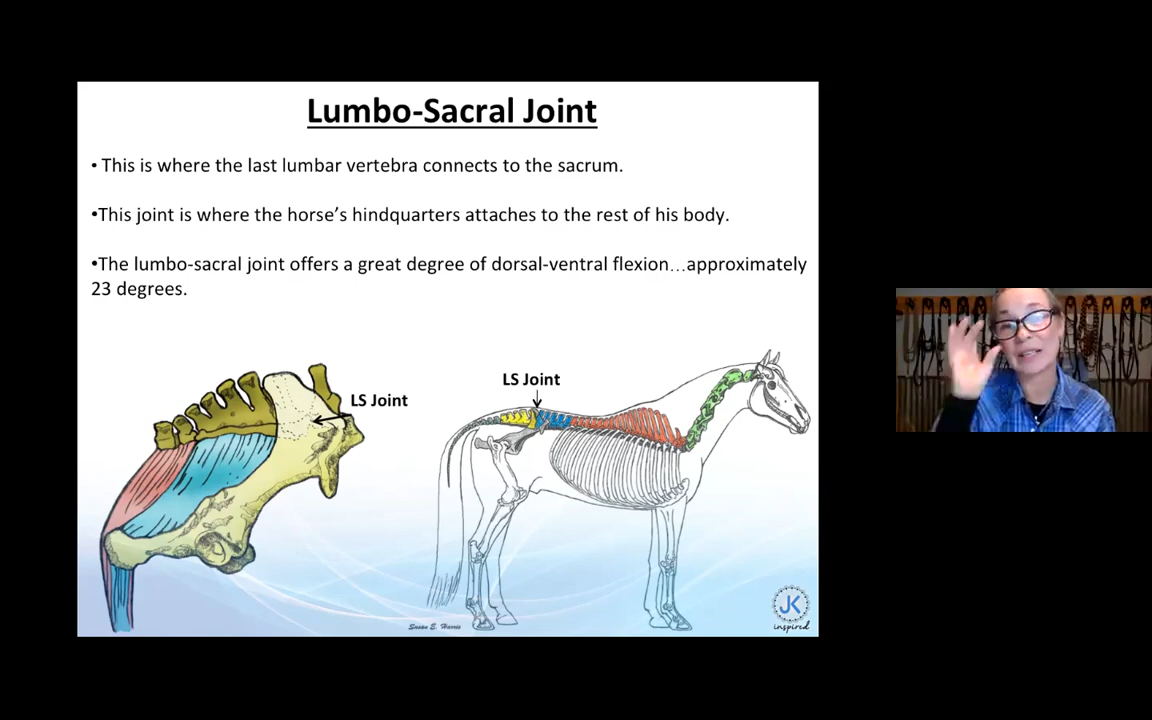 Lumbo-Sacral Joint
• This is where the last lumbar vertebra connects to the sacrum.
•This joint is where the horse's hindquarters attaches to the rest of his body.
•The lumbo-sacral joint offers a great degree of dorsal-ventral flexion...approximately
23 degrees.
LS Joint
LS Joint
Susan E. Harris
JK
inspired